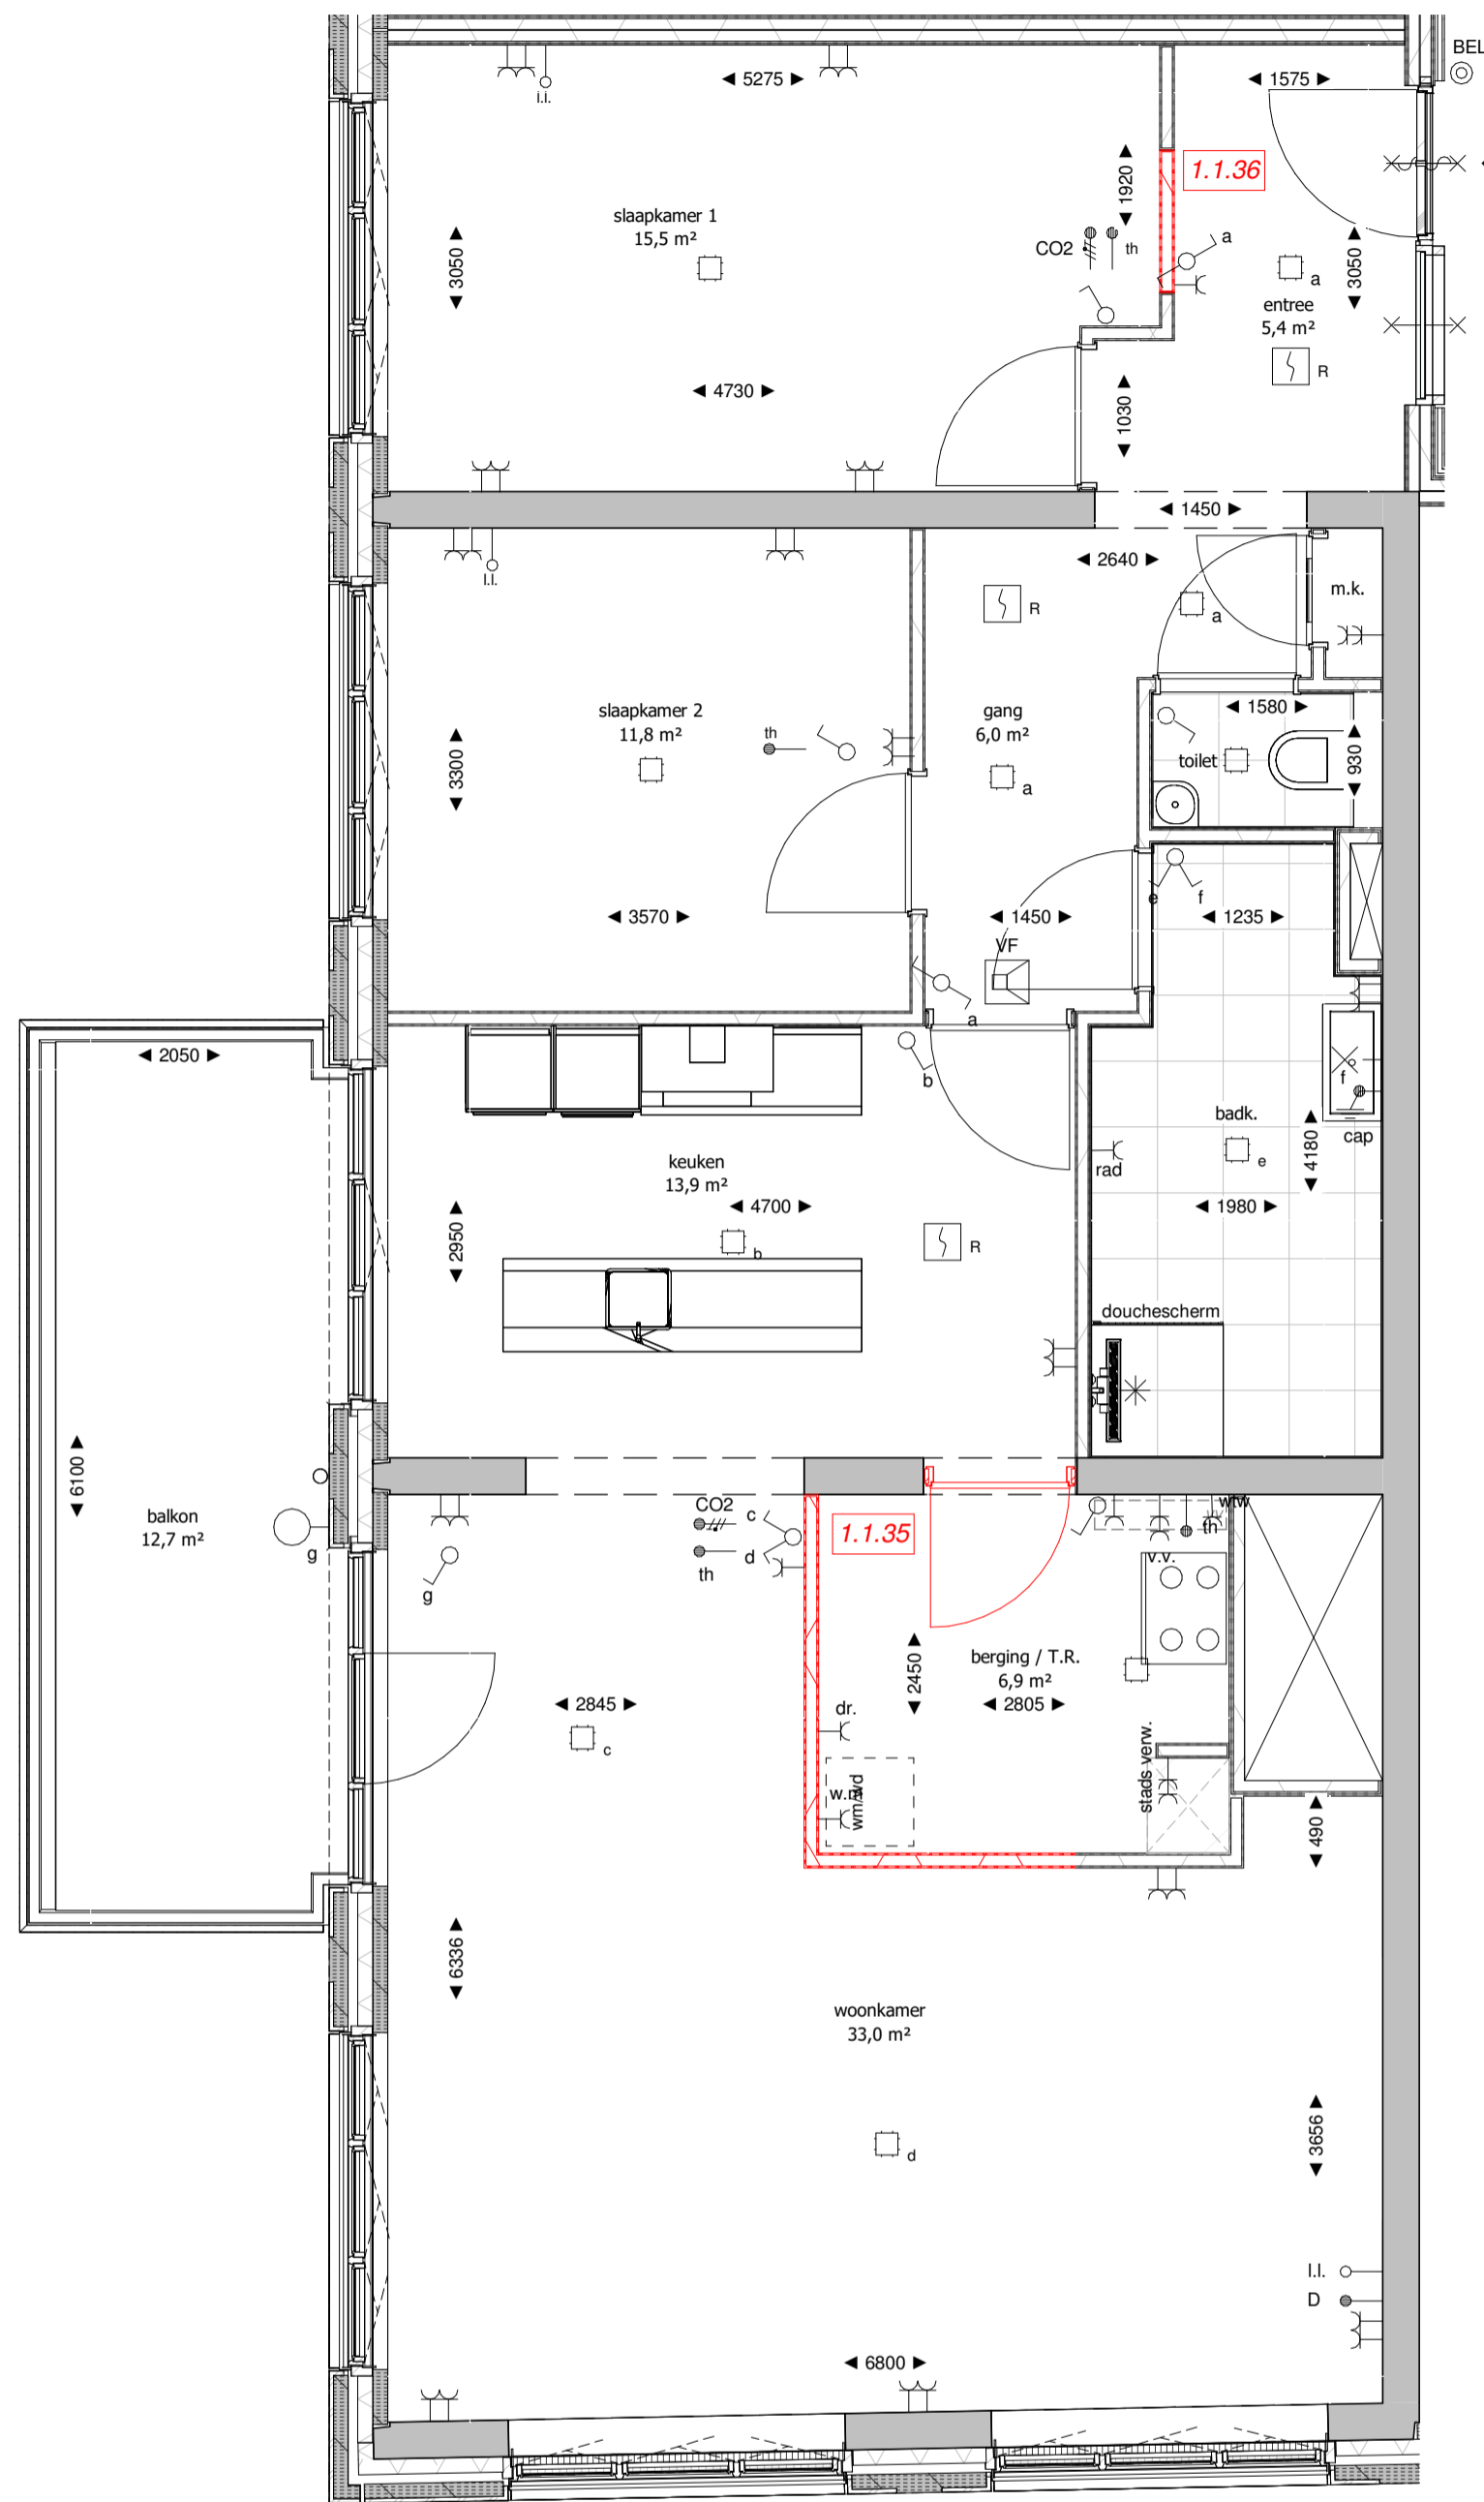 BEL
◄ 5275 ►
◄ 1575 ►
i.i.
◄ 1920 ►
1.1.36
slaapkamer 1
15,5 m²
CO2
th
a
◄ 3050 ►
a
◄ 3050 ►
entree
5,4 m²
R
◄ 4730 ►
◄ 1030 ►
◄ 1450 ►
◄ 2640 ►
l.l.
m.k.
R
a
slaapkamer 2
11,8 m²
gang
6,0 m²
◄ 1580 ►
th
toilet
◄ 930 ►
◄ 3300 ►
a
e
f
◄ 3570 ►
◄ 1450 ►
◄ 1235 ►
VF
a
◄ 2050 ►
b
f
badk.
cap
◄ 4180 ►
keuken
13,9 m²
rad
e
◄ 4700 ►
◄ 1980 ►
◄ 2950 ►
b
R
douchescherm
◄ 6100 ►
balkon
12,7 m²
g
CO2
c
d
th
1.1.35
wtw
th
v.v.
g
berging / T.R.
6,9 m²
◄ 2450 ►
◄ 2805 ►
◄ 2845 ►
dr.
c
stads verw.
w.m
wm/wd
◄ 490 ►
◄ 6336 ►
woonkamer
33,0 m²
◄ 3656 ►
d
l.l.
D
◄ 6800 ►